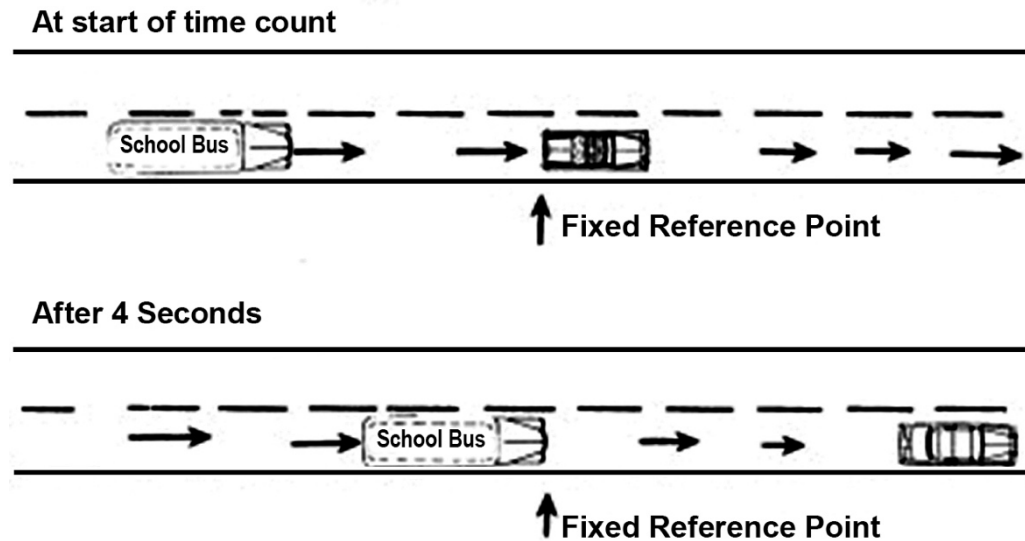 At start of time count
School Bus
Fixed Reference Point
After 4 Seconds
School Bus
Fixed Reference Point